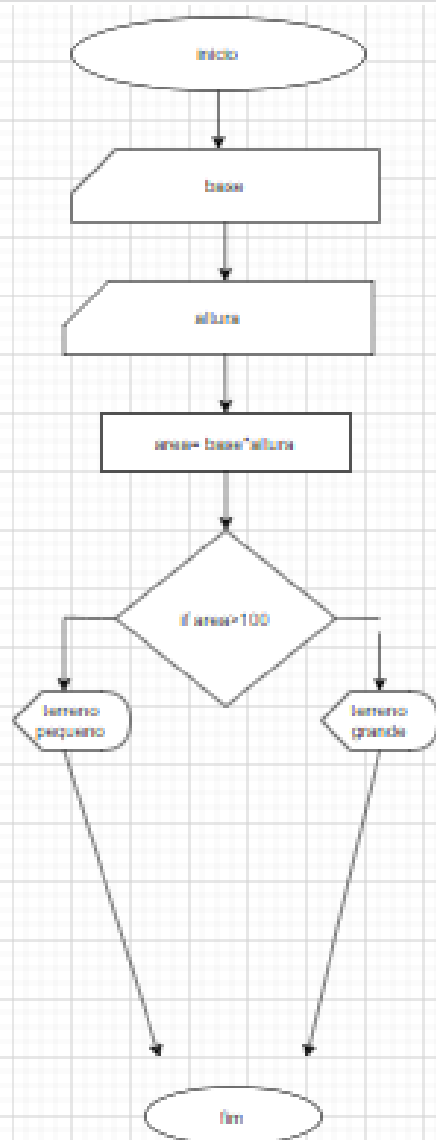 inicio
base
altura
area= base*altura
if area>100
terreno
pequeno
terreno
grande
fim